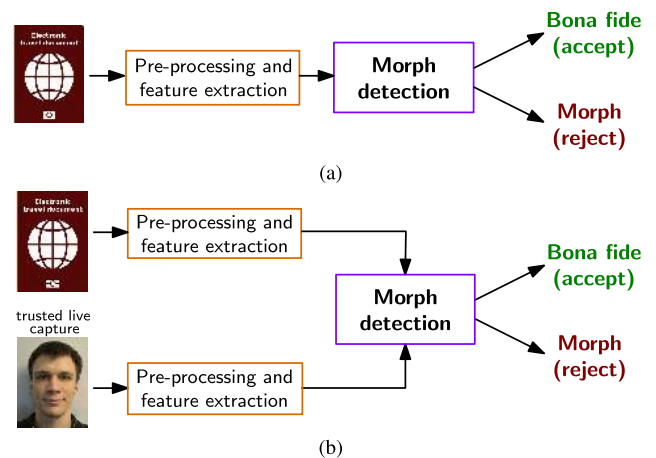 Electronic
travel document
Pre-processing and
feature extraction
Morph
detection
Bona fide
(accept)
Morph
(reject)
(a)
Electronic
travel document
Pre-processing and
feature extraction
Morph
detection
Bona fide
(accept)
Morph
(reject)
trusted live
capture
Pre-processing and
feature extraction
(b)